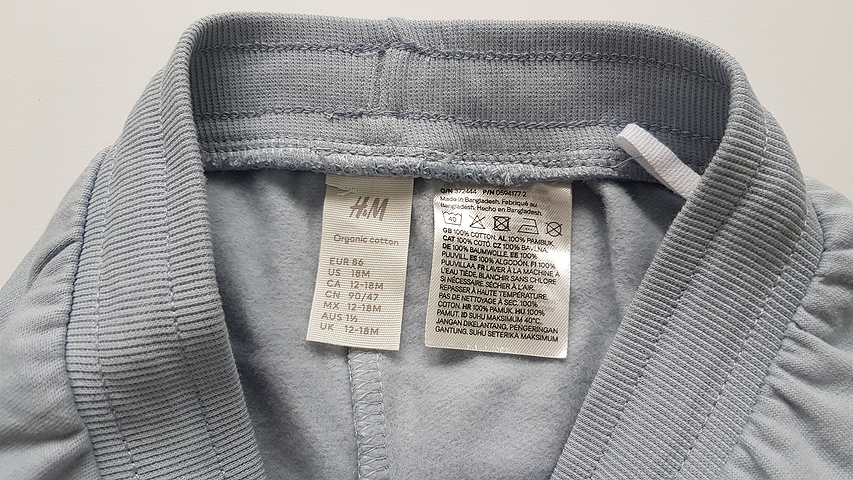 H&M
Organic cotton
EUR 86
US 18M
CA 12-18M
CN 90/47
MX 12-18M
AUS 1½
UK 12-18M
O/N 372444 P/N 0594177 2
Made in Bangladesh. Fabriqué au
Bangladesh. Hecho en Bangladesh.
40
GB 100% COTTON. AL 100% PAMBUK.
CAT 100% COTÓ. CZ 100% BAVLNA.
DE 100% BAUMWOLLE. EE 100%
PUUVILL. ES 100% ALGODÓN. FI 100%
PUUVILLAA. FR LAVER À LA MACHINE À
L'EAU TIÈDE. BLANCHIR SANS CHLORE
SI NÉCESSAIRE. SÉCHER À L'AIR.
REPASSER À HAUTE TEMPÉRATURE.
PAS DE NETTOYAGE À SEC. 100%
COTON. HR 100% PAMUK. HU 100%
PAMUT. ID SUHU MAKSIMUM 40°C.
JANGAN DIKELANTANG, PENGERINGAN
GANTUNG. SUHU SETERIKA MAKSIMUM